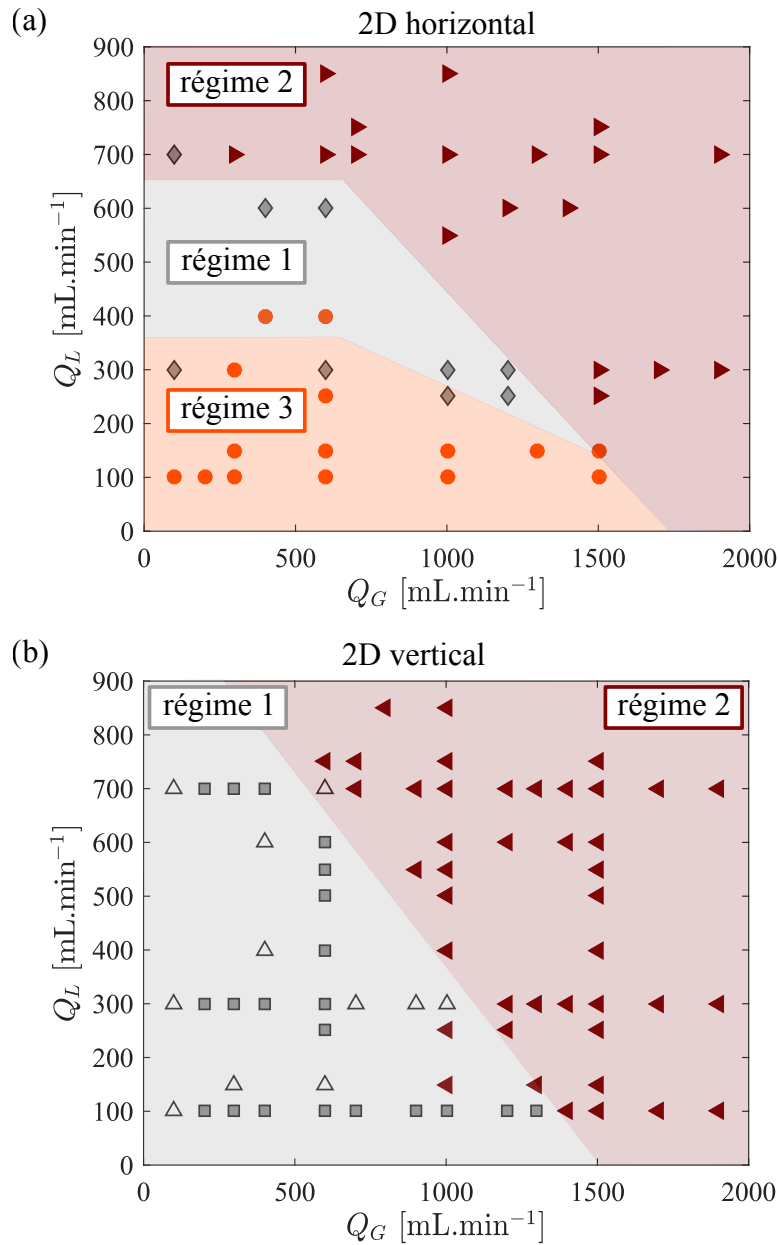 (a)
2D horizontal
900
800
700
600
500
400
300
200
100
0
Q_L [mL.min⁻¹]
régime 2
régime 1
régime 3
0 500 1000 1500 2000
Q_G [mL.min⁻¹]
(b)
2D vertical
900
800
700
600
500
400
300
200
100
0
Q_L [mL.min⁻¹]
régime 1 régime 2
0 500 1000 1500 2000
Q_G [mL.min⁻¹]